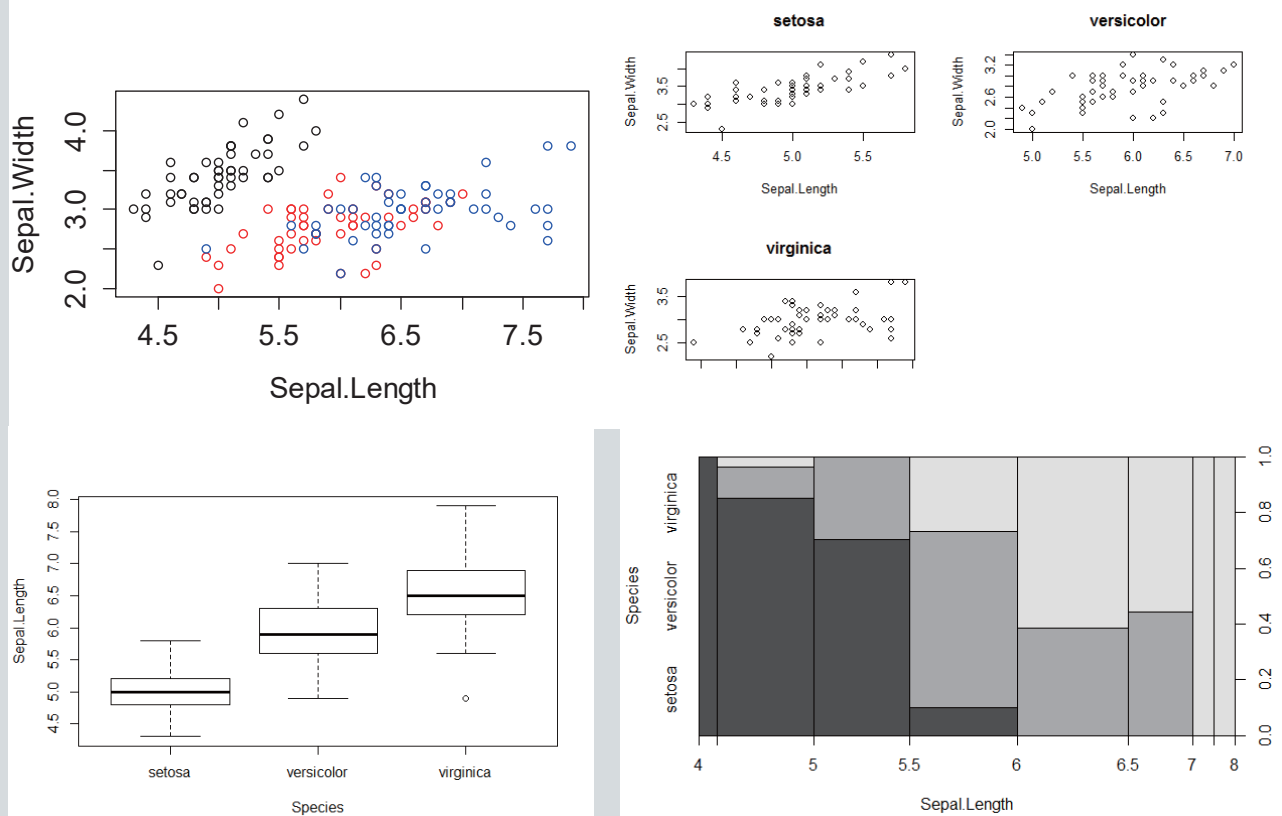 Sepal.Width
4.0
3.0
2.0
4.5 5.5 6.5 7.5
Sepal.Length
setosa
Sepal.Width
3.5
2.5
4.5 5.0 5.5
Sepal.Length
versicolor
Sepal.Width
3.2
2.6
2.0
5.0 5.5 6.0 6.5 7.0
Sepal.Length
virginica
Sepal.Width
3.5
2.5
Sepal.Length
8.0
7.5
7.0
6.5
6.0
5.5
5.0
4.5
setosa versicolor virginica
Species
Species
virginica
versicolor
setosa
1.0
0.8
0.6
0.4
0.2
0.0
4 5 5.5 6 6.5 7 8
Sepal.Length